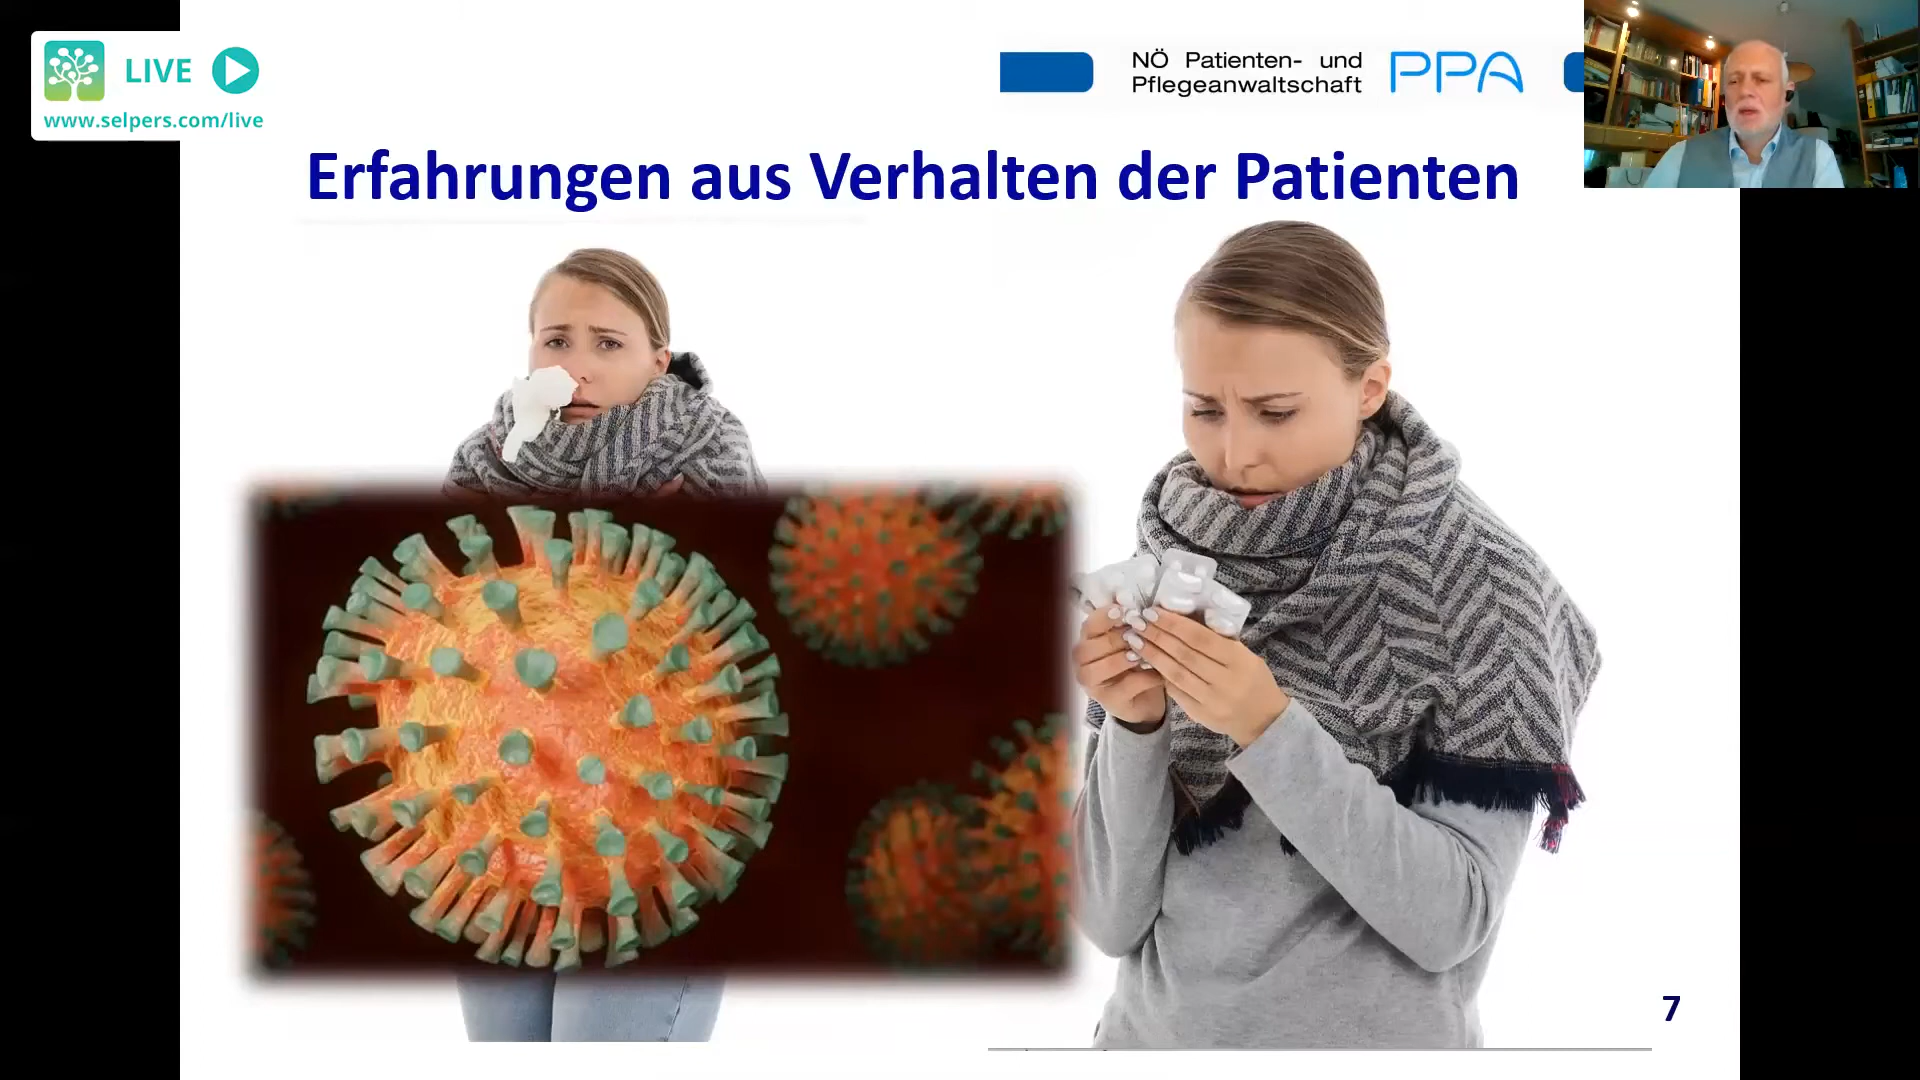 LIVE
www.selpers.com/live
NÖ Patienten- und
Pflegeanwaltschaft
PPA
Erfahrungen aus Verhalten der Patienten
7